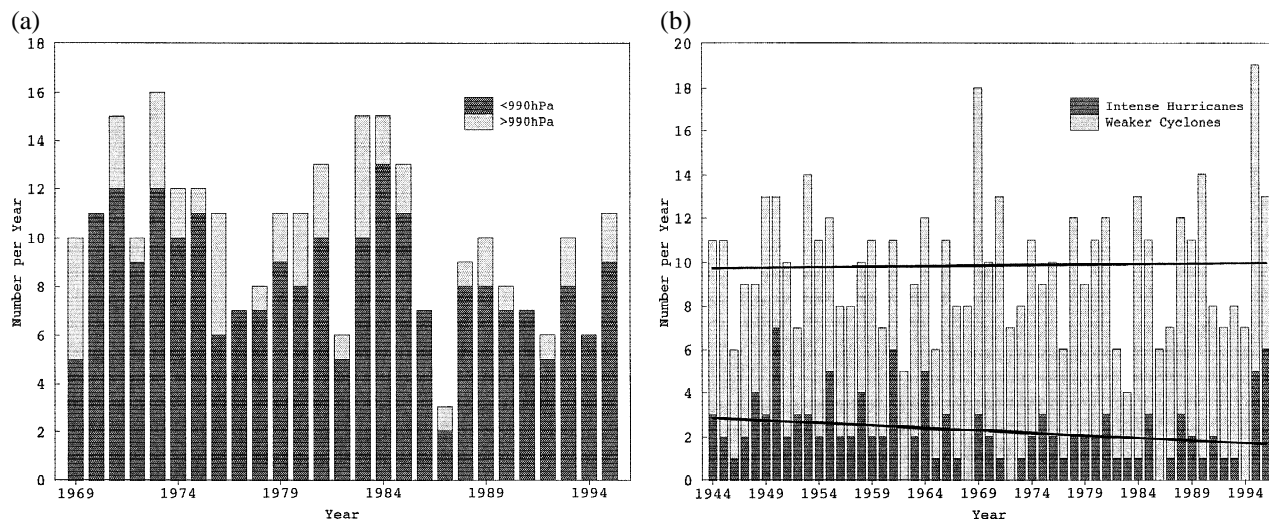 (a)
18
16
14
12
10
8
6
4
2
0
Number per Year
<990hPa
>990hPa
1969 1974 1979 1984 1989 1994
Year
(b)
20
18
16
14
12
10
8
6
4
2
0
Number per Year
Intense Hurricanes
Weaker Cyclones
1944 1949 1954 1959 1964 1969 1974 1979 1984 1989 1994
Year